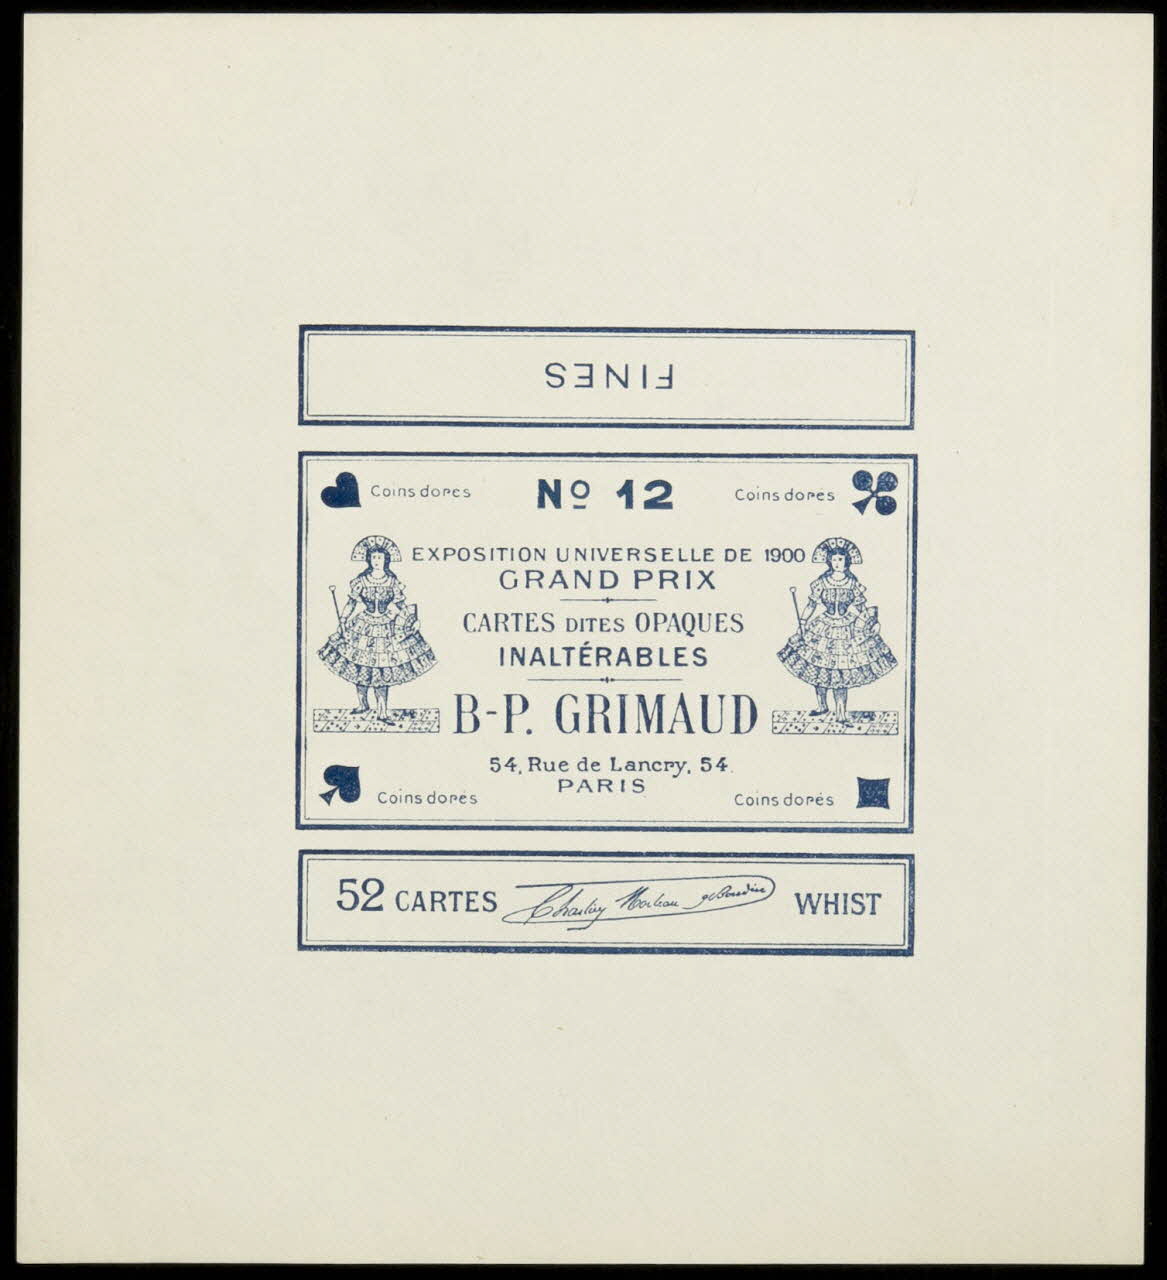 FINES
Coins dorés
Nº 12
Coins dorés
EXPOSITION UNIVERSELLE DE 1900
GRAND PRIX
CARTES DITES OPAQUES
INALTÉRABLES
B-P. GRIMAUD
54, Rue de Lancry, 54.
PARIS
Coins dorés
Coins dorés
52 CARTES
WHIST